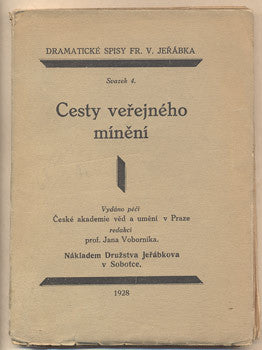 DRAMATICKÉ SPISY FR. V. JEŘÁBKA
Svazek 4.
Cesty veřejného
mínění
Vydáno péčí
České akademie věd a umění v Praze
redakcí
prof. Jana Voborníka.
Nákladem Družstva Jeřábkova
v Sobotce.
1928